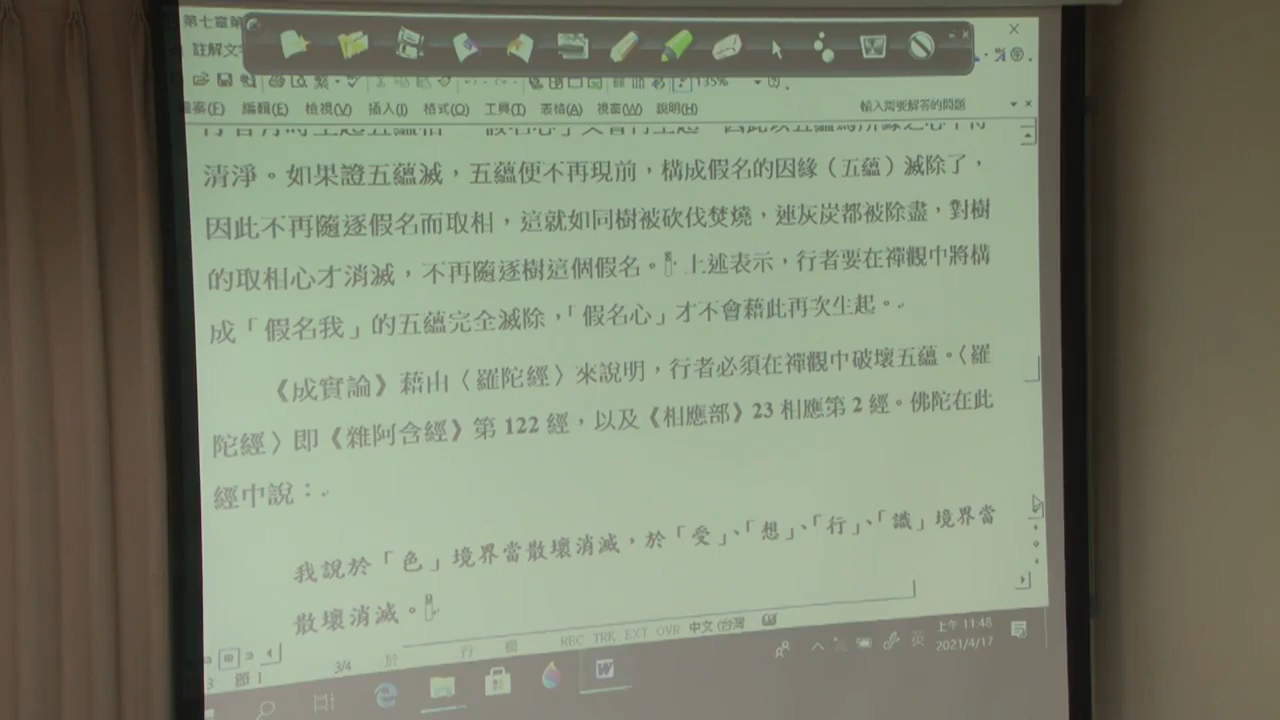 第七章第
註解文字
檔案(F) 編輯(E) 檢視(V) 插入(I) 格式(O) 工具(T) 表格(A) 視窗(W) 說明(H) 輸入需要解答的問題
135%
清淨。如果證五蘊滅，五蘊便不再現前，構成假名的因緣（五蘊）滅除了，
因此不再隨逐假名而取相，這就如同樹被砍伐焚燒，連灰炭都被除盡，對樹
的取相心才消滅，不再隨逐樹這個假名。上述表示，行者要在禪觀中將構
成「假名我」的五蘊完全滅除，「假名心」才不會藉此再次生起。
《成實論》藉由〈羅陀經〉來說明，行者必須在禪觀中破壞五蘊。〈羅
陀經〉即《雜阿含經》第 122 經，以及《相應部》23 相應第 2 經。佛陀在此
經中說：
我說於「色」境界當散壞消滅，於「受」、「想」、「行」、「識」境界當
散壞消滅。
節 1 3/4 於 行 欄 REC TRK EXT OVR 中文(台灣
英 上午 11:48
2021/4/17